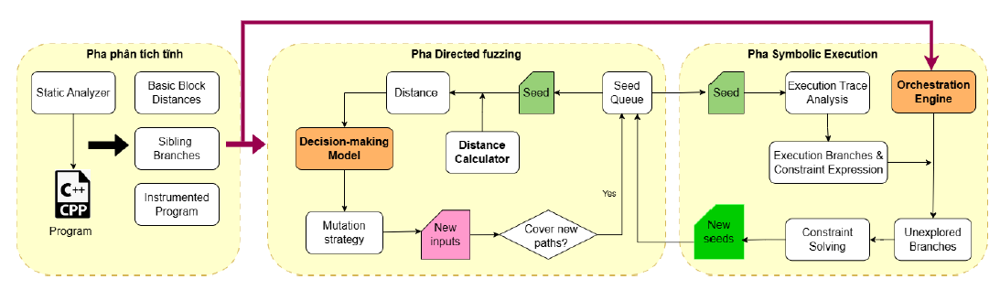 Pha phân tích tĩnh
Static Analyzer
C++
CPP
Program
Basic Block
Distances
Sibling
Branches
Instrumented
Program
Pha Directed fuzzing
Distance
Seed
Seed
Queue
Decision-making
Model
Distance
Calculator
Yes
Mutation
strategy
New
inputs
Cover new
paths?
Pha Symbolic Execution
Seed
Execution Trace
Analysis
Orchestration
Engine
Execution Branches &
Constraint Expression
New
seeds
Constraint
Solving
Unexplored
Branches